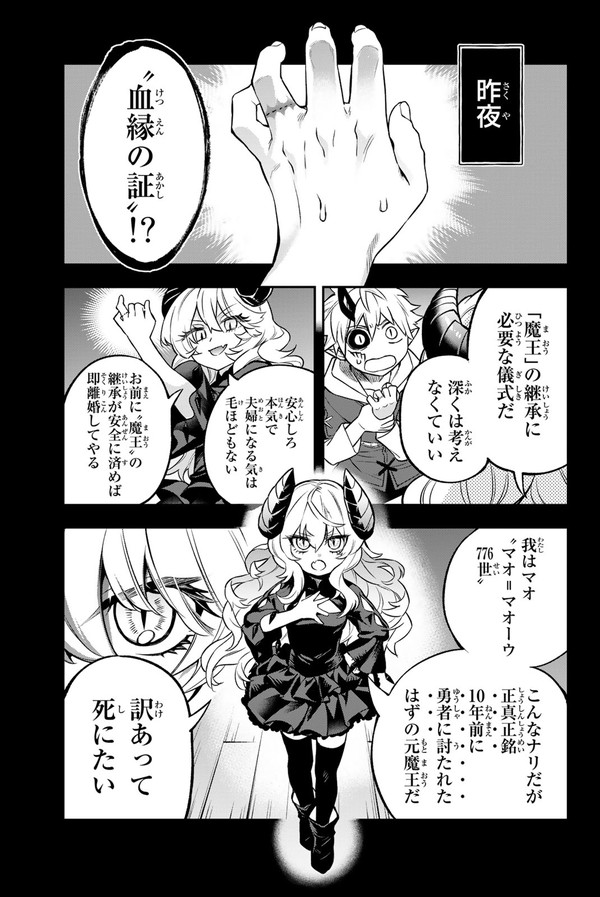 昨夜
〝血縁の証〟!?
「魔王」の継承に
必要な儀式だ
深くは考え
なくていい
安心しろ
本気で
夫婦になる気は
毛ほどもない
お前に〝魔王〟の
継承が安全に済めば
即離婚してやる
我はマオ
〝マオ＝マオーウ
776世〟
こんなナリだが
正真正銘
10年前に
勇者に討たれた
はずの元魔王だ
訳あって
死にたい